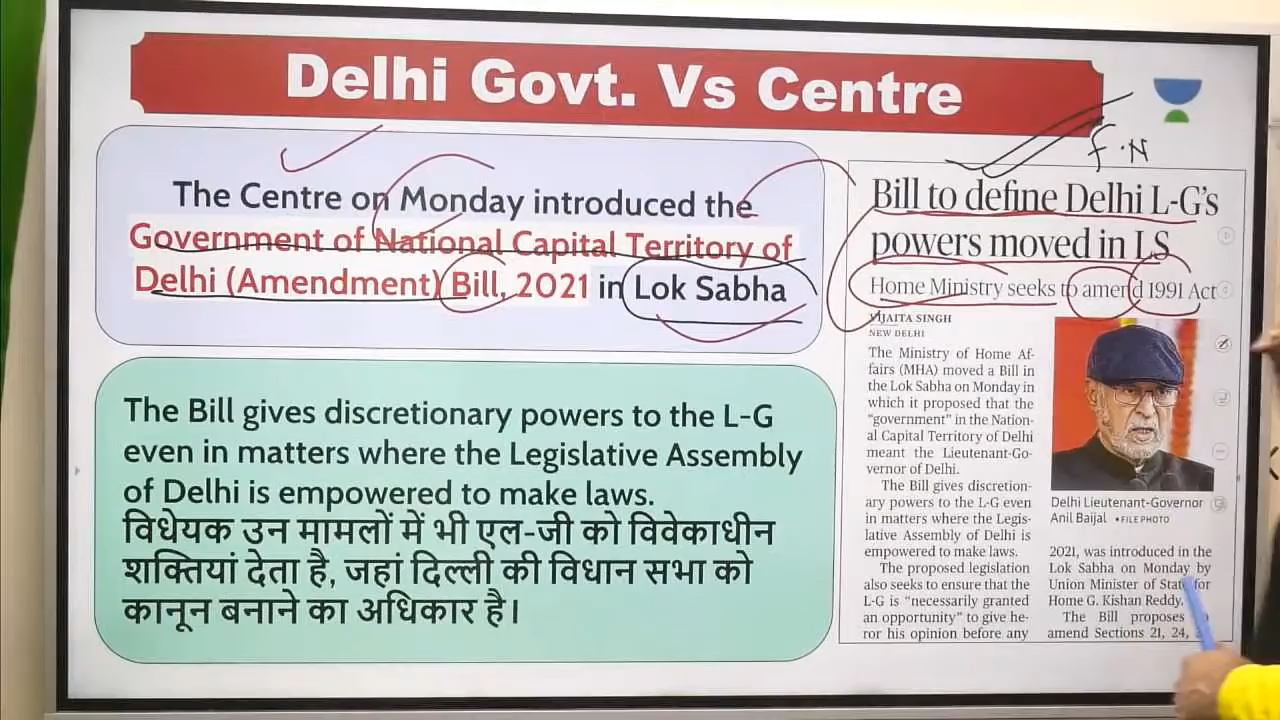 Delhi Govt. Vs Centre
The Centre on Monday introduced the
Government of National Capital Territory of
Delhi (Amendment) Bill, 2021 in Lok Sabha
The Bill gives discretionary powers to the L-G
even in matters where the Legislative Assembly
of Delhi is empowered to make laws.
विधेयक उन मामलों में भी एल-जी को विवेकाधीन
शक्तियां देता है, जहां दिल्ली की विधान सभा को
कानून बनाने का अधिकार है।
F.N
Bill to define Delhi L-G's
powers moved in LS
Home Ministry seeks to amend 1991 Act
VIJAITA SINGH
NEW DELHI
The Ministry of Home Af-
fairs (MHA) moved a Bill in
the Lok Sabha on Monday in
which it proposed that the
"government" in the Nation-
al Capital Territory of Delhi
meant the Lieutenant-Go-
vernor of Delhi.
The Bill gives discretion-
ary powers to the L-G even
in matters where the Legis-
lative Assembly of Delhi is
empowered to make laws.
The proposed legislation
also seeks to ensure that the
L-G is "necessarily granted
an opportunity" to give he-
ror his opinion before any
Delhi Lieutenant-Governor
Anil Baijal • FILE PHOTO
2021, was introduced in the
Lok Sabha on Monday by
Union Minister of State for
Home G. Kishan Reddy.
The Bill proposes
amend Sections 21, 24,